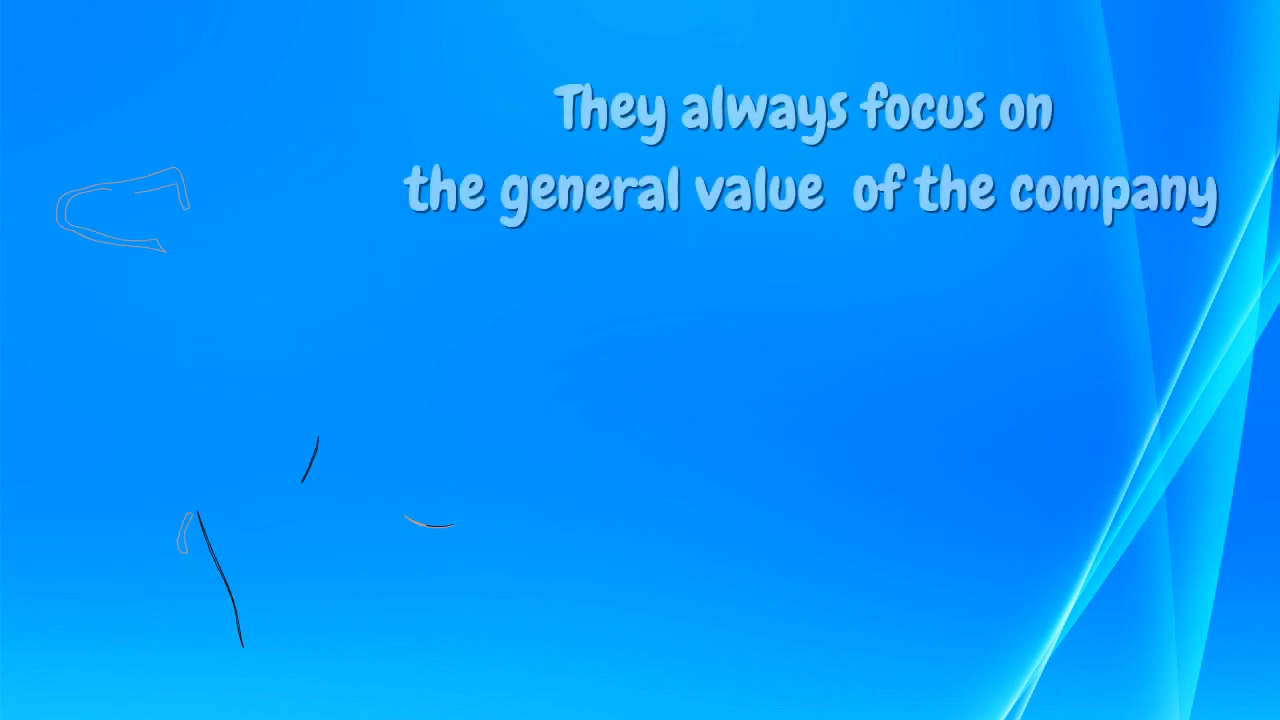 They always focus on
the general value  of the company